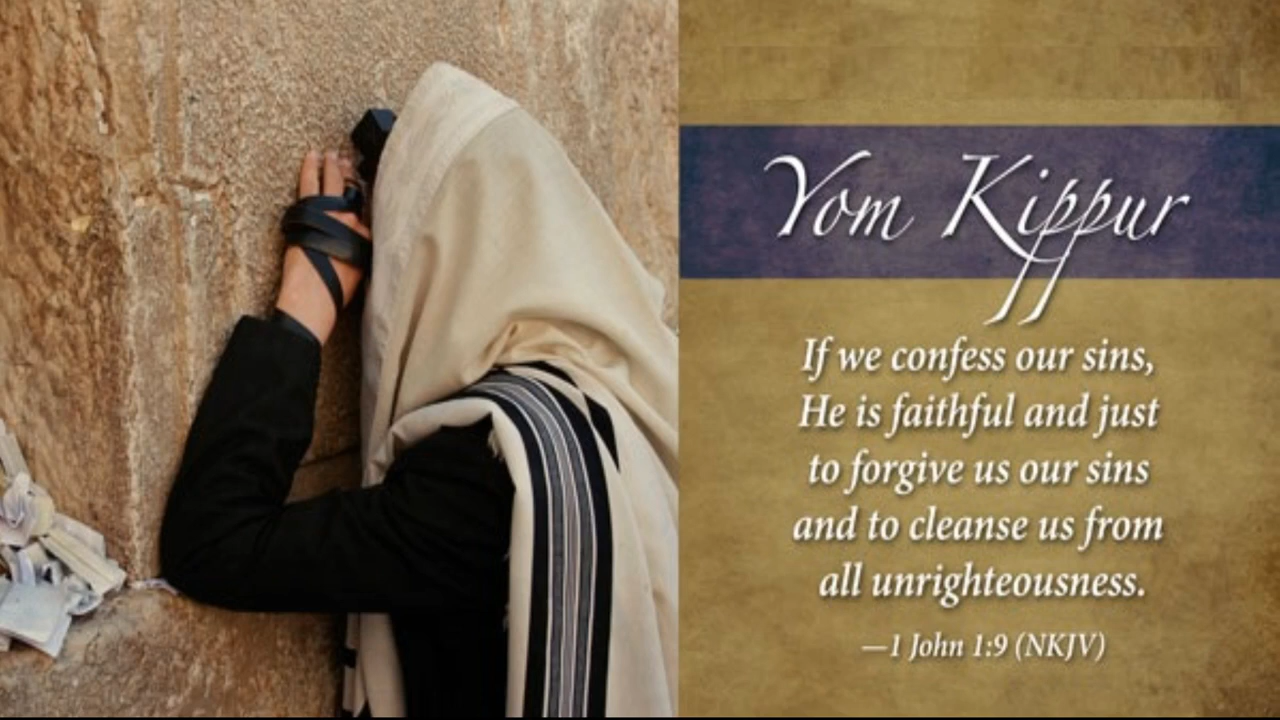 Yom Kippur
If we confess our sins,
He is faithful and just
to forgive us our sins
and to cleanse us from
all unrighteousness.
—1 John 1:9 (NKJV)